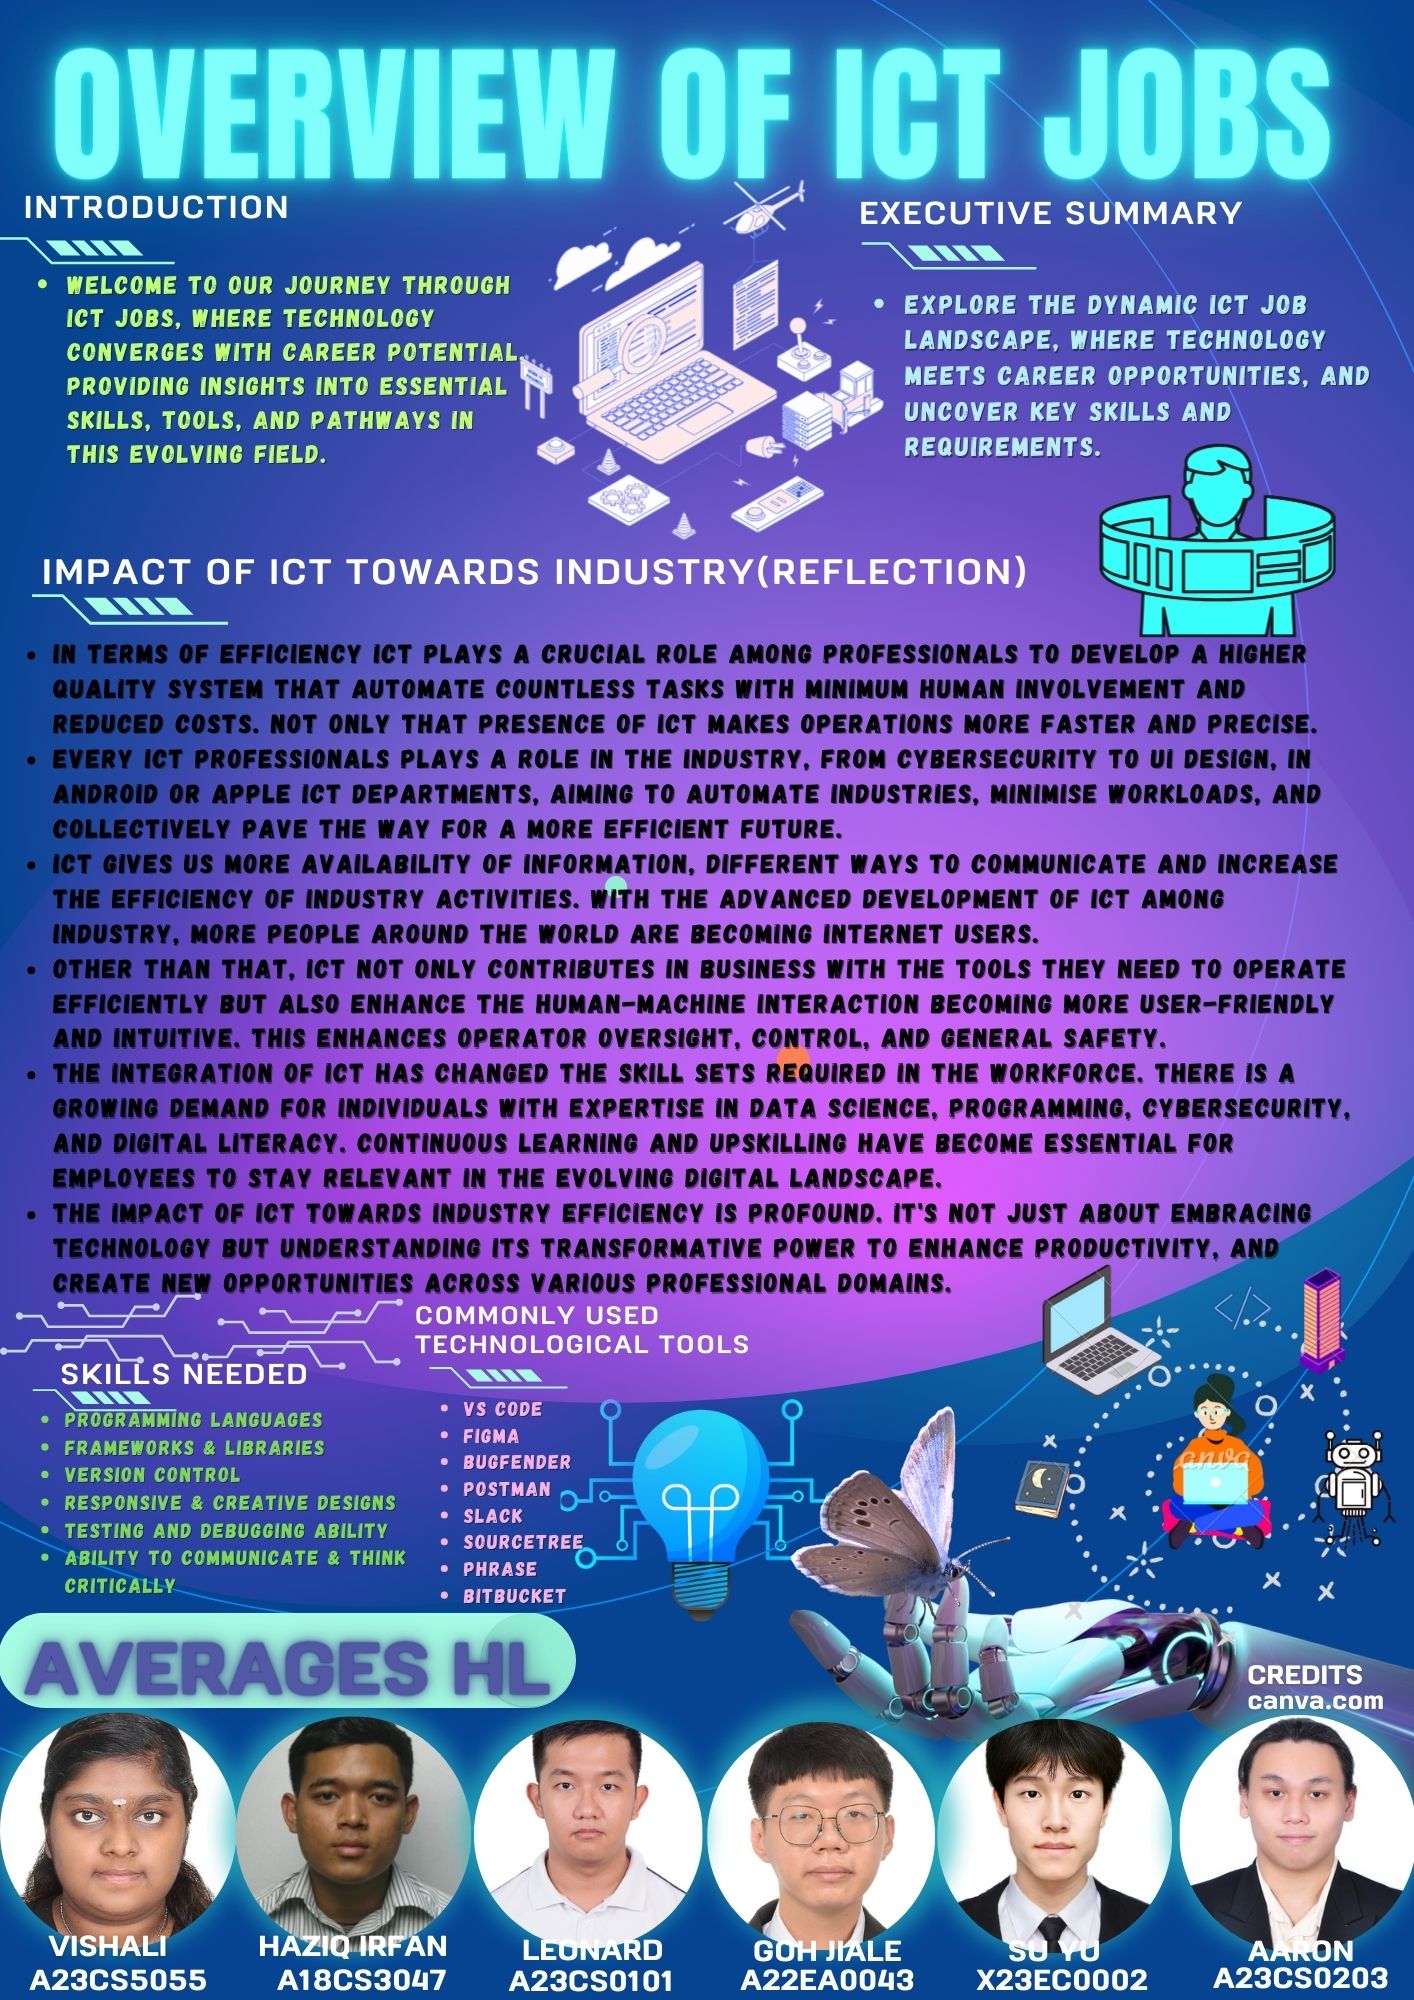 OVERVIEW OF ICT JOBS
INTRODUCTION
• WELCOME TO OUR JOURNEY THROUGH
ICT JOBS, WHERE TECHNOLOGY
CONVERGES WITH CAREER POTENTIAL,
PROVIDING INSIGHTS INTO ESSENTIAL
SKILLS, TOOLS, AND PATHWAYS IN
THIS EVOLVING FIELD.
EXECUTIVE SUMMARY
• EXPLORE THE DYNAMIC ICT JOB
LANDSCAPE, WHERE TECHNOLOGY
MEETS CAREER OPPORTUNITIES, AND
UNCOVER KEY SKILLS AND
REQUIREMENTS.
IMPACT OF ICT TOWARDS INDUSTRY(REFLECTION)
• IN TERMS OF EFFICIENCY ICT PLAYS A CRUCIAL ROLE AMONG PROFESSIONALS TO DEVELOP A HIGHER
QUALITY SYSTEM THAT AUTOMATE COUNTLESS TASKS WITH MINIMUM HUMAN INVOLVEMENT AND
REDUCED COSTS. NOT ONLY THAT PRESENCE OF ICT MAKES OPERATIONS MORE FASTER AND PRECISE.
• EVERY ICT PROFESSIONALS PLAYS A ROLE IN THE INDUSTRY, FROM CYBERSECURITY TO UI DESIGN, IN
ANDROID OR APPLE ICT DEPARTMENTS, AIMING TO AUTOMATE INDUSTRIES, MINIMISE WORKLOADS, AND
COLLECTIVELY PAVE THE WAY FOR A MORE EFFICIENT FUTURE.
• ICT GIVES US MORE AVAILABILITY OF INFORMATION, DIFFERENT WAYS TO COMMUNICATE AND INCREASE
THE EFFICIENCY OF INDUSTRY ACTIVITIES. WITH THE ADVANCED DEVELOPMENT OF ICT AMONG
INDUSTRY, MORE PEOPLE AROUND THE WORLD ARE BECOMING INTERNET USERS.
• OTHER THAN THAT, ICT NOT ONLY CONTRIBUTES IN BUSINESS WITH THE TOOLS THEY NEED TO OPERATE
EFFICIENTLY BUT ALSO ENHANCE THE HUMAN-MACHINE INTERACTION BECOMING MORE USER-FRIENDLY
AND INTUITIVE. THIS ENHANCES OPERATOR OVERSIGHT, CONTROL, AND GENERAL SAFETY.
• THE INTEGRATION OF ICT HAS CHANGED THE SKILL SETS REQUIRED IN THE WORKFORCE. THERE IS A
GROWING DEMAND FOR INDIVIDUALS WITH EXPERTISE IN DATA SCIENCE, PROGRAMMING, CYBERSECURITY,
AND DIGITAL LITERACY. CONTINUOUS LEARNING AND UPSKILLING HAVE BECOME ESSENTIAL FOR
EMPLOYEES TO STAY RELEVANT IN THE EVOLVING DIGITAL LANDSCAPE.
• THE IMPACT OF ICT TOWARDS INDUSTRY EFFICIENCY IS PROFOUND. IT'S NOT JUST ABOUT EMBRACING
TECHNOLOGY BUT UNDERSTANDING ITS TRANSFORMATIVE POWER TO ENHANCE PRODUCTIVITY, AND
CREATE NEW OPPORTUNITIES ACROSS VARIOUS PROFESSIONAL DOMAINS.
SKILLS NEEDED
• PROGRAMMING LANGUAGES
• FRAMEWORKS & LIBRARIES
• VERSION CONTROL
• RESPONSIVE & CREATIVE DESIGNS
• TESTING AND DEBUGGING ABILITY
• ABILITY TO COMMUNICATE & THINK
CRITICALLY
COMMONLY USED
TECHNOLOGICAL TOOLS
• VS CODE
• FIGMA
• BUGFENDER
• POSTMAN
• SLACK
• SOURCETREE
• PHRASE
• BITBUCKET
</>
AVERAGES HL
CREDITS
canva.com
VISHALI
A23CS5055
HAZIQ IRFAN
A18CS3047
LEONARD
A23CS0101
GOH JIALE
A22EA0043
SU YU
X23EC0002
AARON
A23CS0203